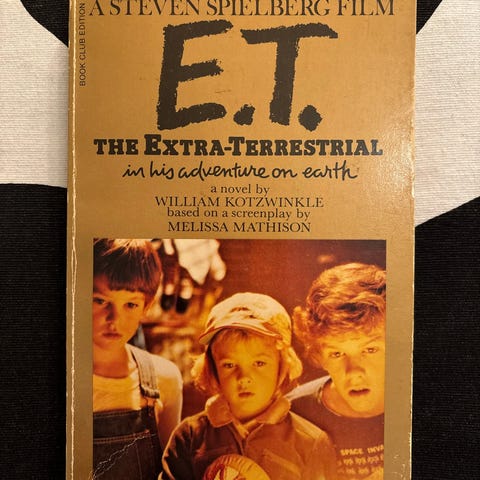 BOOK CLUB EDITION
A STEVEN SPIELBERG FILM
E.T.
THE EXTRA-TERRESTRIAL
in his adventure on earth
a novel by
WILLIAM KOTZWINKLE
based on a screenplay by
MELISSA MATHISON
SPACE INVA